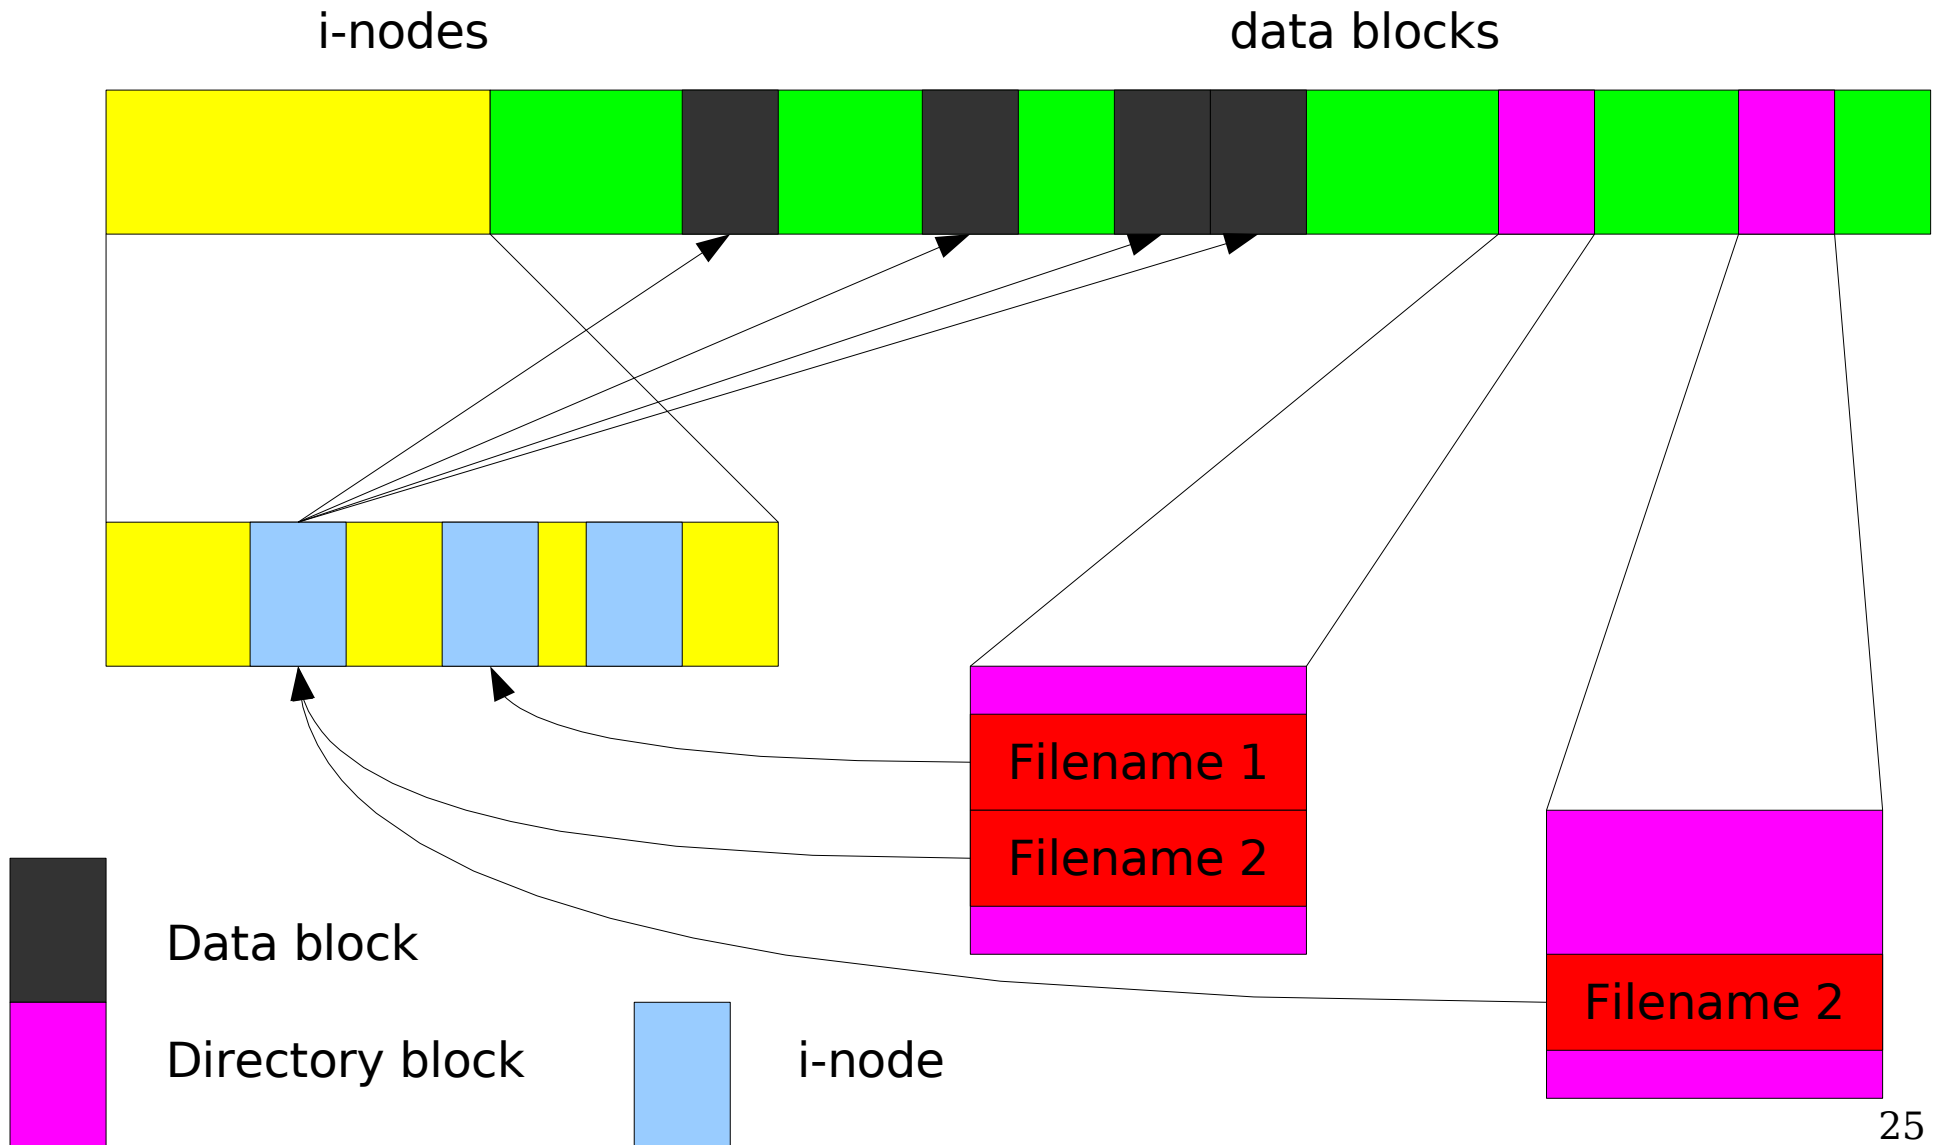 i-nodes
data blocks
Filename 1
Filename 2
Filename 2
Data block
Directory block
i-node
25